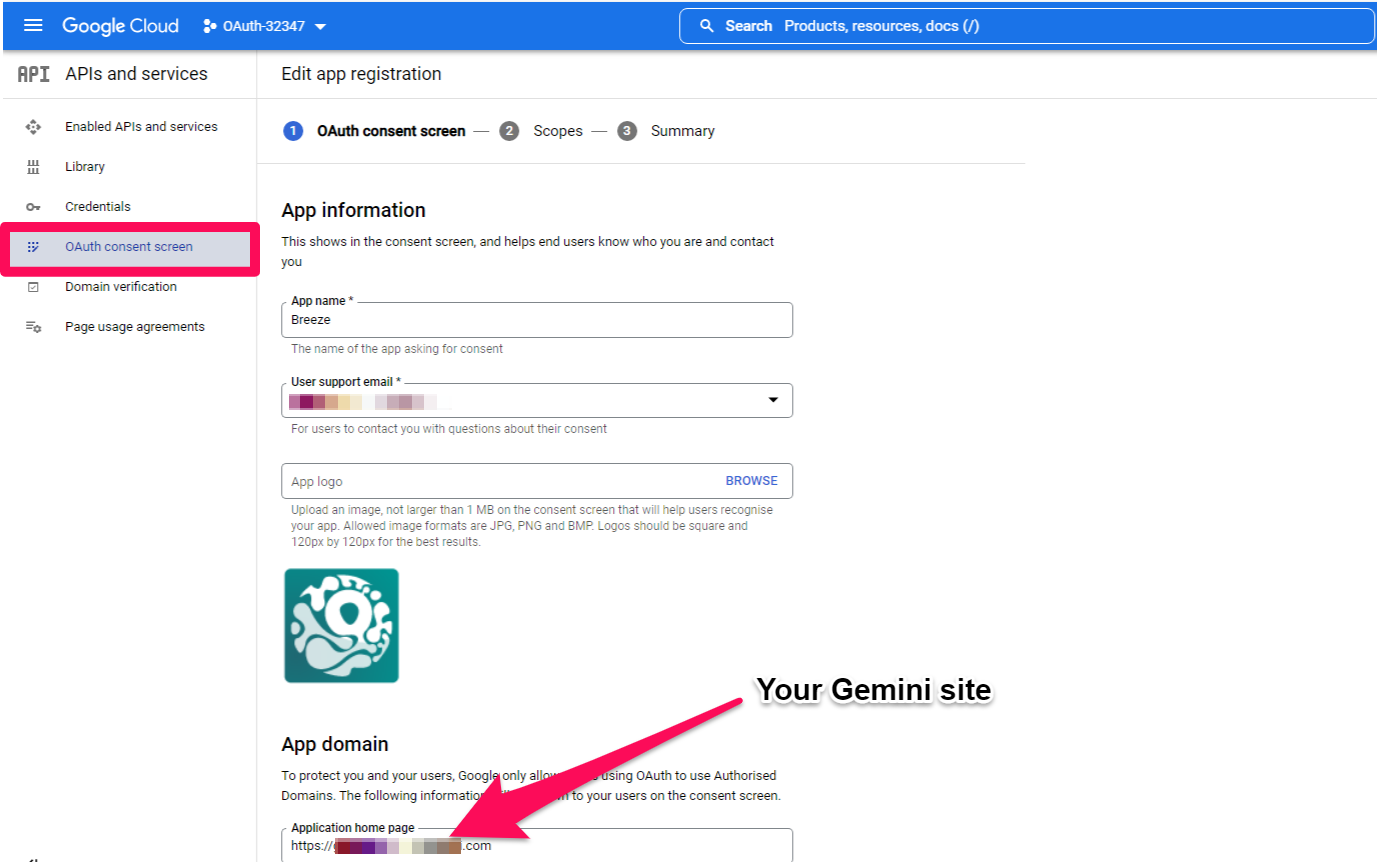 Google Cloud
OAuth-32347
Search Products, resources, docs (/)
API APIs and services
Edit app registration
Enabled APIs and services
Library
Credentials
OAuth consent screen
Domain verification
Page usage agreements
1 OAuth consent screen — 2 Scopes — 3 Summary
App information
This shows in the consent screen, and helps end users know who you are and contact
you
App name *
Breeze
The name of the app asking for consent
User support email *
For users to contact you with questions about their consent
App logo
BROWSE
Upload an image, not larger than 1 MB on the consent screen that will help users recognise
your app. Allowed image formats are JPG, PNG and BMP. Logos should be square and
120px by 120px for the best results.
Your Gemini site
App domain
To protect you and your users, Google only using OAuth to use Authorised
Domains. The following information to your users on the consent screen.
Application home page
https:// .com